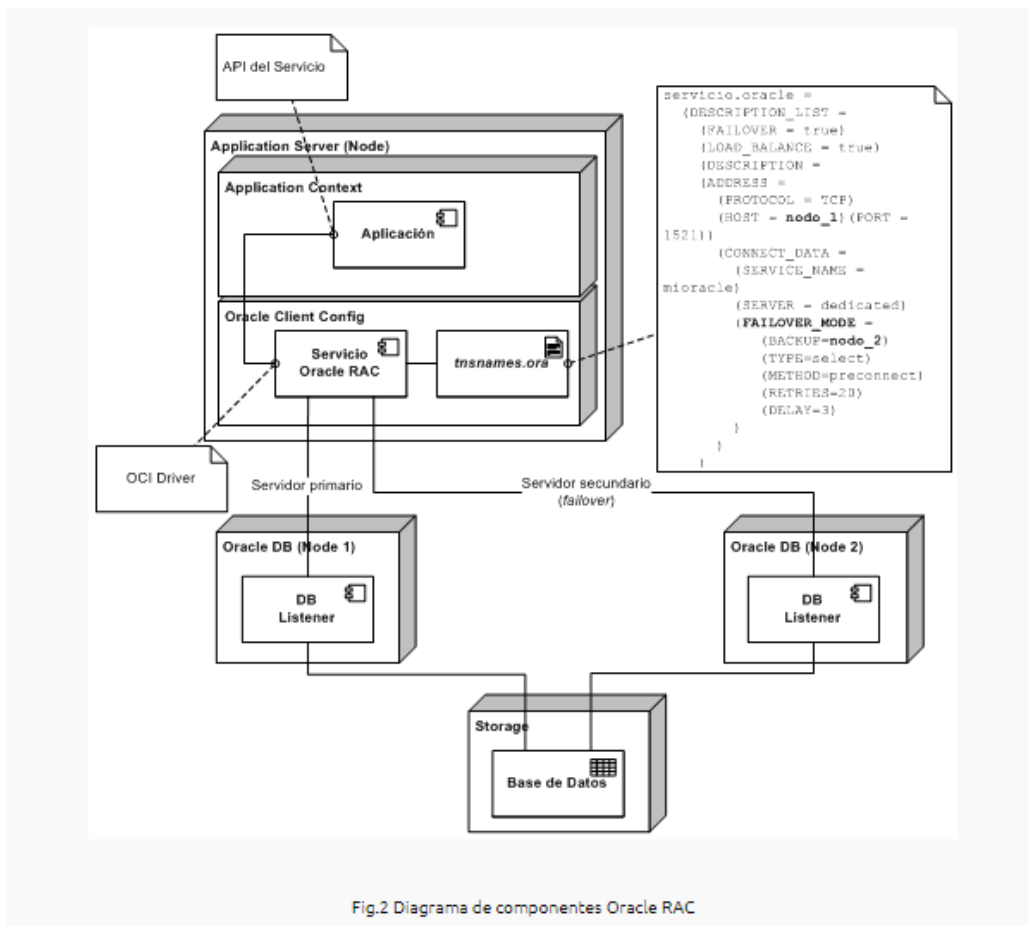 API del Servicio
servicio.oracle =
(DESCRIPTION_LIST =
(FAILOVER = true)
(LOAD_BALANCE = true)
(DESCRIPTION =
(ADDRESS =
(PROTOCOL = TCP)
(HOST = nodo_1)(PORT =
1521))
(CONNECT_DATA =
(SERVICE_NAME =
mioracle)
(SERVER = dedicated)
(FAILOVER_MODE =
(BACKUP=nodo_2)
(TYPE=select)
(METHOD=preconnect)
(RETRIES=20)
(DELAY=3)
)
)
)
Application Server (Node)
Application Context
Aplicación
Oracle Client Config
Servicio
Oracle RAC
tnsnames.ora
OCI Driver
Servidor primario
Servidor secundario
(failover)
Oracle DB (Node 1)
DB
Listener
Oracle DB (Node 2)
DB
Listener
Storage
Base de Datos
Fig.2 Diagrama de componentes Oracle RAC